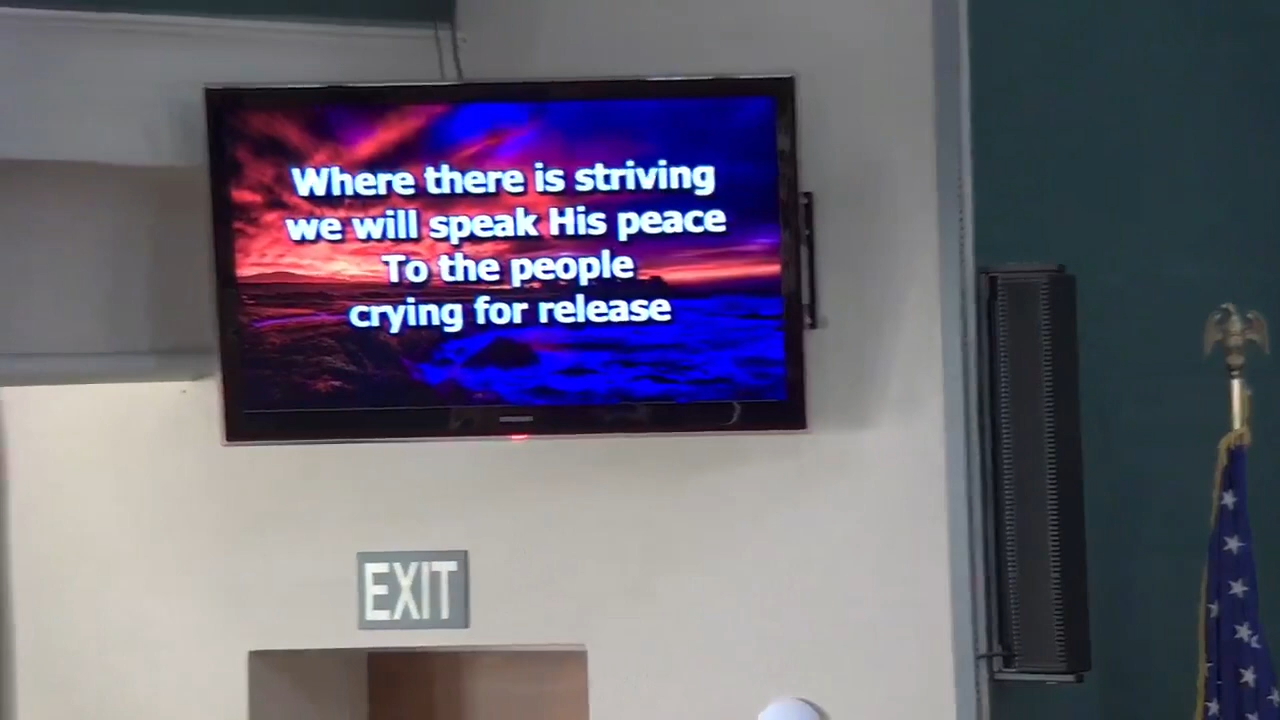 Where there is striving
we will speak His peace
To the people
crying for release
EXIT